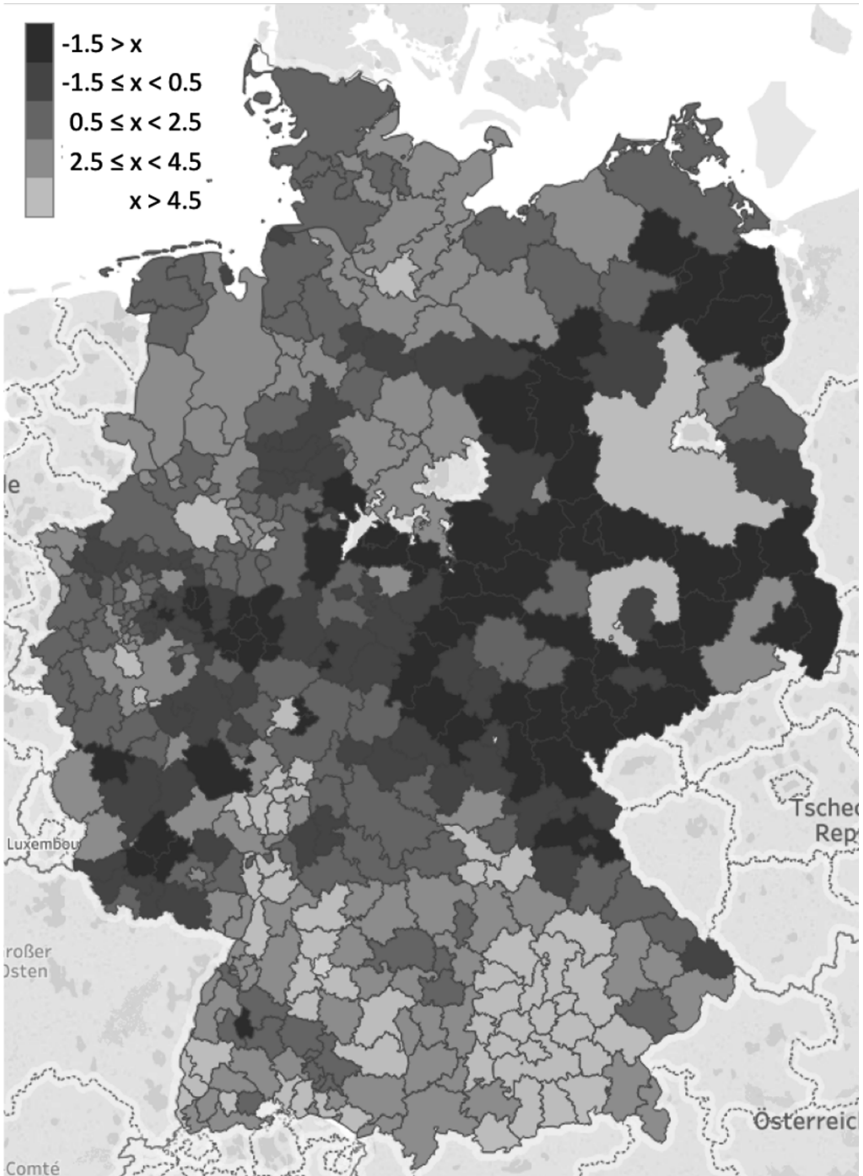 -1.5 > x
-1.5 ≤ x < 0.5
0.5 ≤ x < 2.5
2.5 ≤ x < 4.5
x > 4.5
le
Tschec
Rep
Luxembou
roßer
Osten
Österreic
Comté